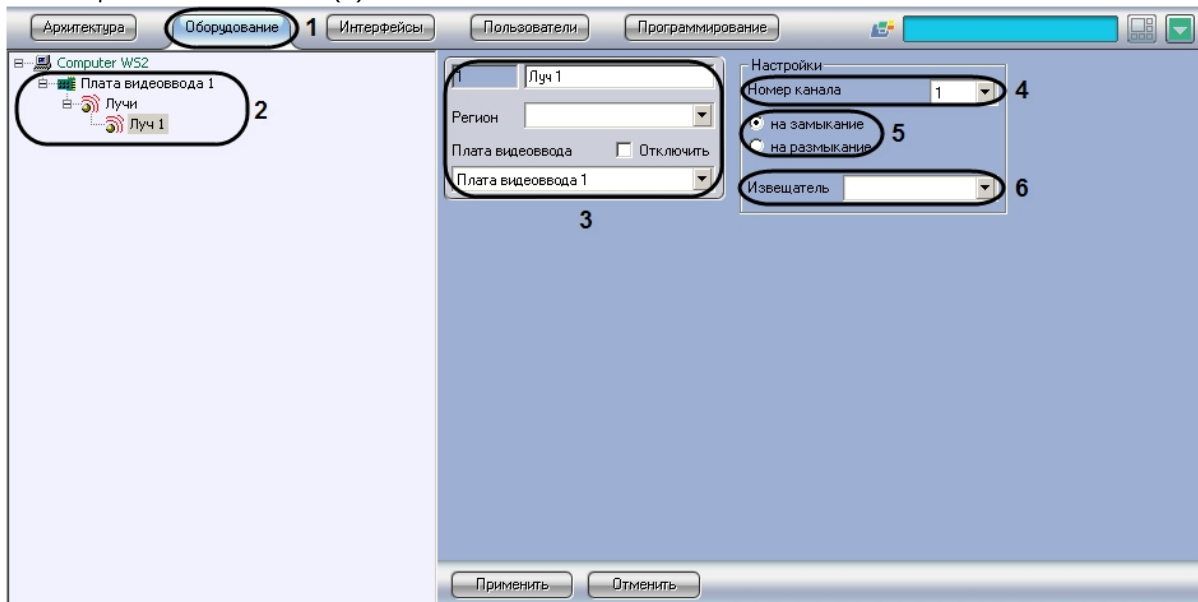 Архитектура Оборудование 1 Интерфейсы Пользователи Программирование
Computer WS2
Плата видеоввода 1
Лучи
Луч 1
2
1 Луч 1
Регион
Плата видеоввода Отключить
Плата видеоввода 1
3
Настройки
Номер канала 1 4
на замыкание
на размыкание
5
Извещатель 6
Применить Отменить